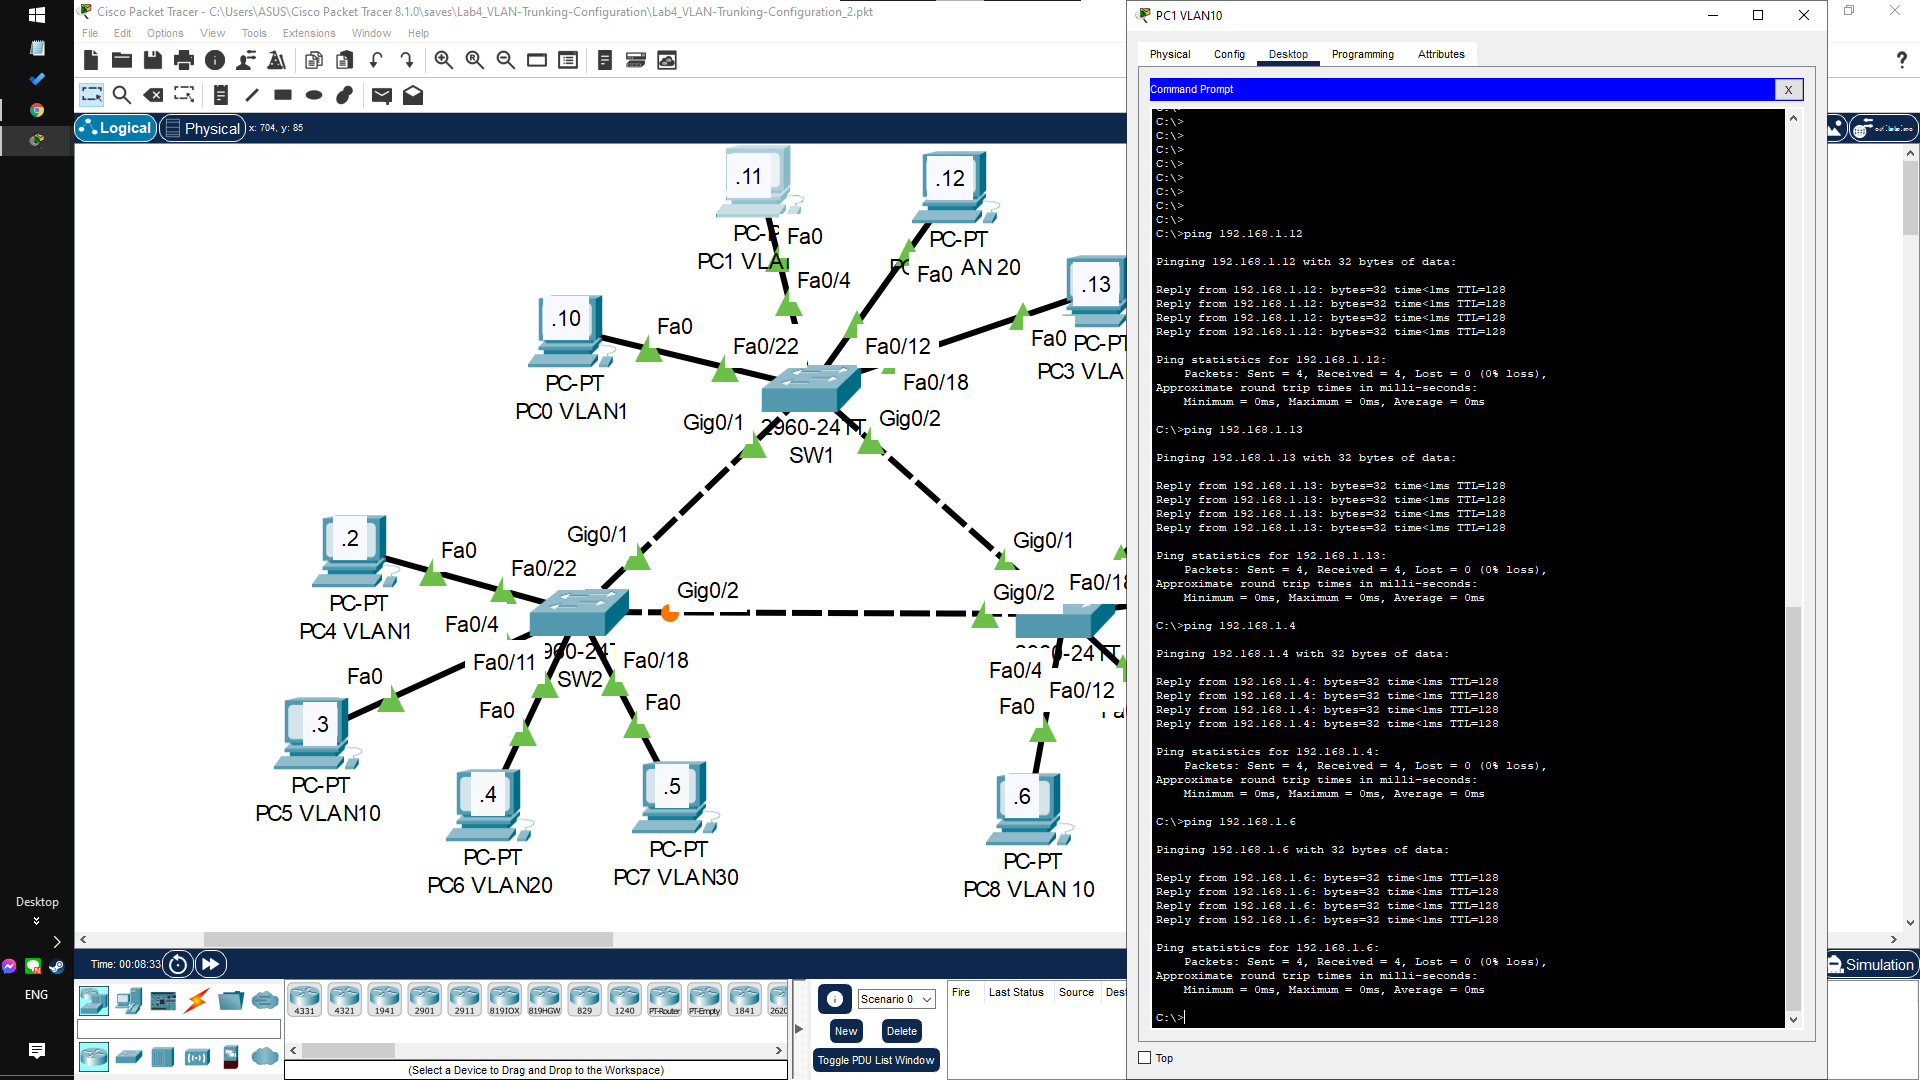 Cisco Packet Tracer - C:\Users\ASUS\Cisco Packet Tracer 8.1.0\saves\Lab4_VLAN-Trunking-Configuration\Lab4_VLAN-Trunking-Configuration_2.pkt
File Edit Options View Tools Extensions Window Help
Logical Physical x: 704, y: 85
.11
.12
Fa0
PC1
PC-PT
AN 20
Fa0
Fa0/4
.13
.10
Fa0
Fa0/22
Fa0/12
Fa0
PC-PT
PC3
Fa0/18
PC-PT
PC0 VLAN1
Gig0/1
Gig0/2
SW1
.2
Fa0
Gig0/1
Fa0/22
Gig0/1
Gig0/2
Gig0/2
PC-PT
PC4 VLAN1
Fa0/4
Fa0/11
Fa0/18
SW2
Fa0/4
Fa0
Fa0/12
.3
Fa0
Fa0
Fa0
PC-PT
PC5 VLAN10
.4
.5
.6
PC-PT
PC6 VLAN20
PC-PT
PC7 VLAN30
PC-PT
PC8 VLAN 10
Desktop
ENG
Time: 00:08:33
Simulation
4331 4321 1941 2901 2911 819IOX 819HGW 829 1240 PT-Router PT-Empty 1841
(Select a Device to Drag and Drop to the Workspace)
Scenario 0
New Delete
Toggle PDU List Window
Fire Last Status Source
PC1 VLAN10
Physical Config Desktop Programming Attributes
Command Prompt X
C:\>
C:\>
C:\>
C:\>
C:\>
C:\>
C:\>
C:\>
C:\>ping 192.168.1.12
Pinging 192.168.1.12 with 32 bytes of data:
Reply from 192.168.1.12: bytes=32 time<1ms TTL=128
Reply from 192.168.1.12: bytes=32 time<1ms TTL=128
Reply from 192.168.1.12: bytes=32 time<1ms TTL=128
Reply from 192.168.1.12: bytes=32 time<1ms TTL=128
Ping statistics for 192.168.1.12:
Packets: Sent = 4, Received = 4, Lost = 0 (0% loss),
Approximate round trip times in milli-seconds:
Minimum = 0ms, Maximum = 0ms, Average = 0ms
C:\>ping 192.168.1.13
Pinging 192.168.1.13 with 32 bytes of data:
Reply from 192.168.1.13: bytes=32 time<1ms TTL=128
Reply from 192.168.1.13: bytes=32 time<1ms TTL=128
Reply from 192.168.1.13: bytes=32 time<1ms TTL=128
Reply from 192.168.1.13: bytes=32 time<1ms TTL=128
Ping statistics for 192.168.1.13:
Packets: Sent = 4, Received = 4, Lost = 0 (0% loss),
Approximate round trip times in milli-seconds:
Minimum = 0ms, Maximum = 0ms, Average = 0ms
C:\>ping 192.168.1.4
Pinging 192.168.1.4 with 32 bytes of data:
Reply from 192.168.1.4: bytes=32 time<1ms TTL=128
Reply from 192.168.1.4: bytes=32 time<1ms TTL=128
Reply from 192.168.1.4: bytes=32 time<1ms TTL=128
Reply from 192.168.1.4: bytes=32 time<1ms TTL=128
Ping statistics for 192.168.1.4:
Packets: Sent = 4, Received = 4, Lost = 0 (0% loss),
Approximate round trip times in milli-seconds:
Minimum = 0ms, Maximum = 0ms, Average = 0ms
C:\>ping 192.168.1.6
Pinging 192.168.1.6 with 32 bytes of data:
Reply from 192.168.1.6: bytes=32 time<1ms TTL=128
Reply from 192.168.1.6: bytes=32 time<1ms TTL=128
Reply from 192.168.1.6: bytes=32 time<1ms TTL=128
Reply from 192.168.1.6: bytes=32 time<1ms TTL=128
Ping statistics for 192.168.1.6:
Packets: Sent = 4, Received = 4, Lost = 0 (0% loss),
Approximate round trip times in milli-seconds:
Minimum = 0ms, Maximum = 0ms, Average = 0ms
C:\>
Top